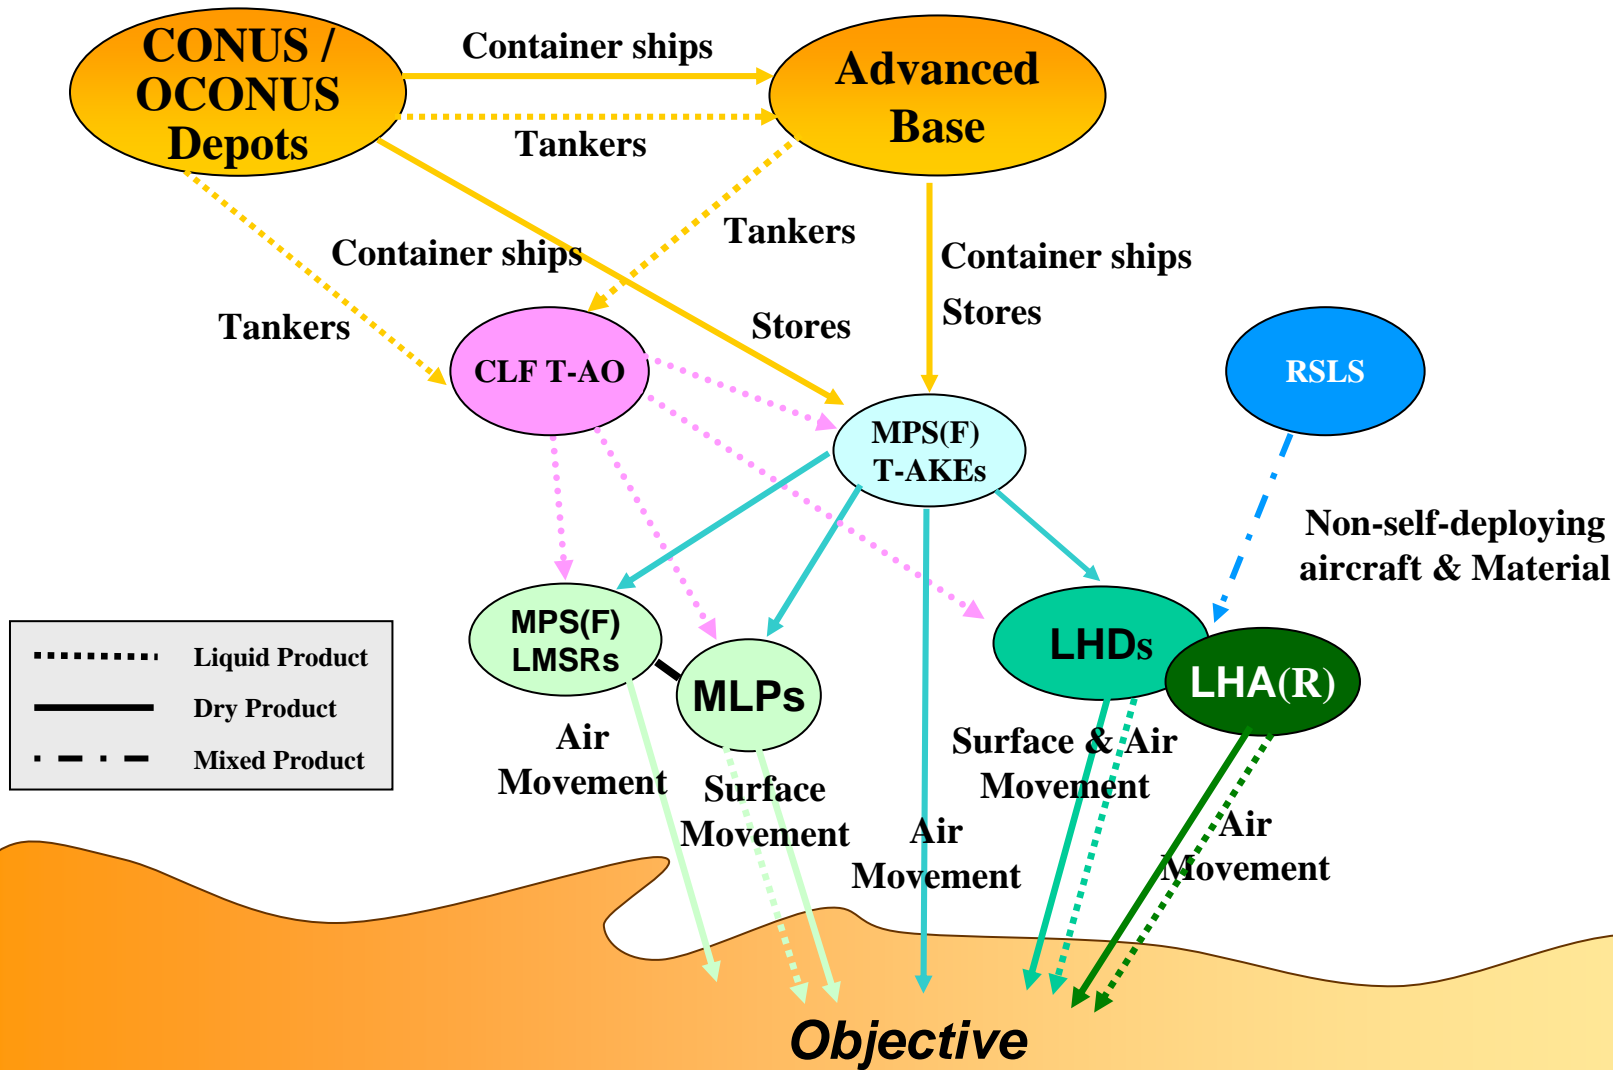 CONUS /
OCONUS
Depots
Container ships
Tankers
Advanced
Base
Tankers
Container ships
Container ships
Stores
Stores
Tankers
CLF T-AO
RSLS
MPS(F)
T-AKEs
Non-self-deploying
aircraft & Material
MPS(F)
LMSRs
MLPs
LHDs
LHA(R)
Liquid Product
Dry Product
Mixed Product
Air
Movement
Surface
Movement
Air
Movement
Surface & Air
Movement
Air
Movement
Objective